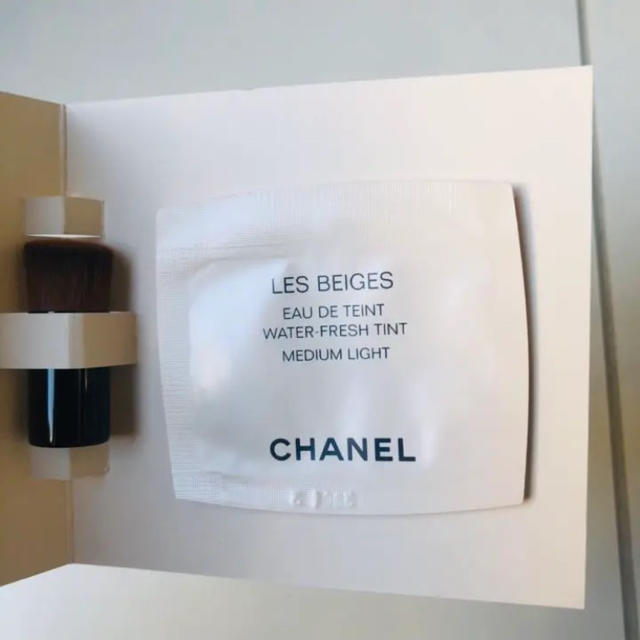 LES BEIGES
EAU DE TEINT
WATER-FRESH TINT
MEDIUM LIGHT
CHANEL